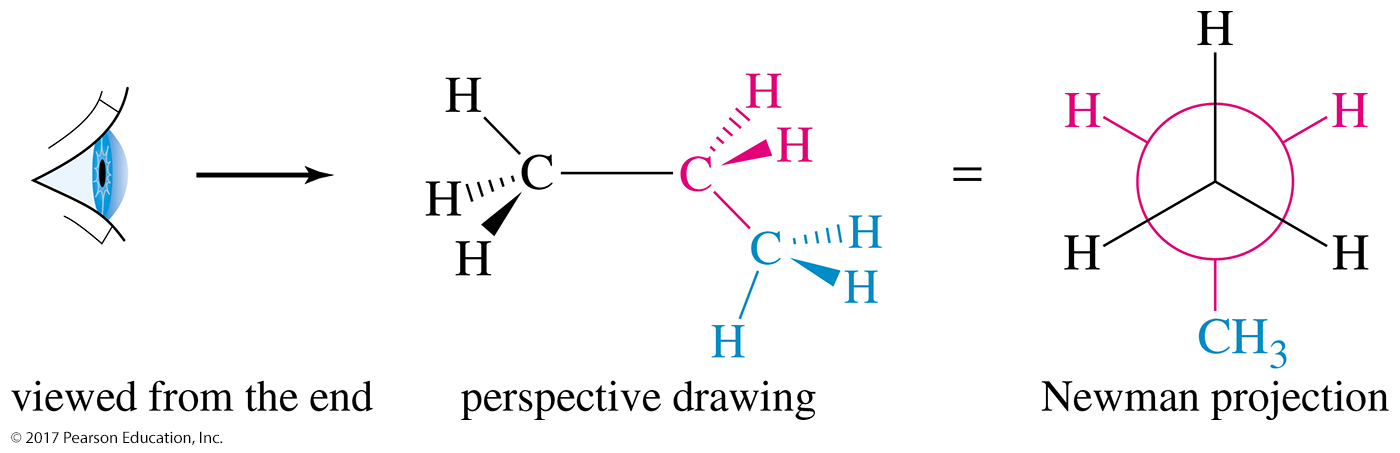 H
H
H
H
H
H
C
C
H
H
H
=
C
H
H
H
H
H
H
CH₃
viewed from the end
perspective drawing
Newman projection
© 2017 Pearson Education, Inc.